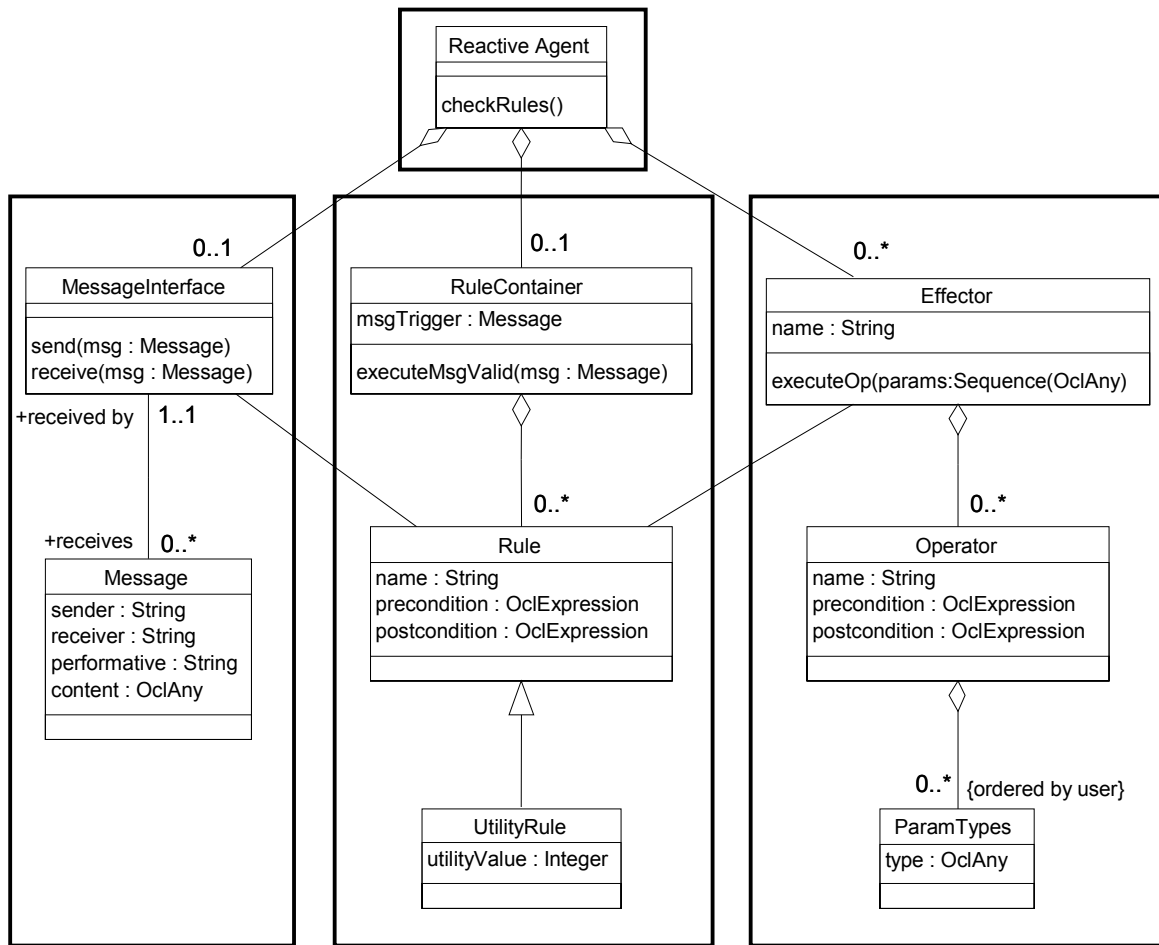 Reactive Agent
checkRules()
0..1
0..1
0..*
MessageInterface
send(msg : Message)
receive(msg : Message)
RuleContainer
msgTrigger : Message
executeMsgValid(msg : Message)
Effector
name : String
executeOp(params:Sequence(OclAny)
+received by
1..1
+receives
0..*
0..*
0..*
Message
sender : String
receiver : String
performative : String
content : OclAny
Rule
name : String
precondition : OclExpression
postcondition : OclExpression
Operator
name : String
precondition : OclExpression
postcondition : OclExpression
0..*
{ordered by user}
UtilityRule
utilityValue : Integer
ParamTypes
type : OclAny